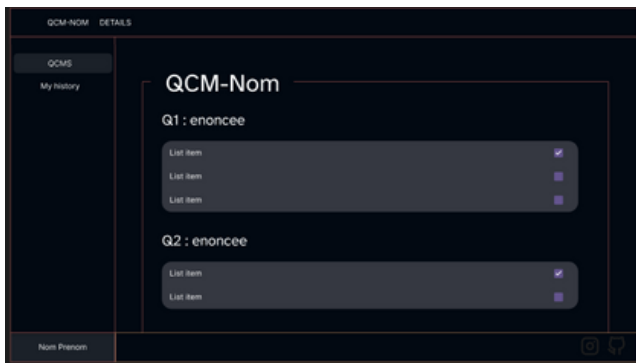 QCM-NOM DETAILS
QCMS
My history
QCM-Nom
Q1 : enoncee
List item
List item
List item
Q2 : enoncee
List item
List item
Nom Prenom